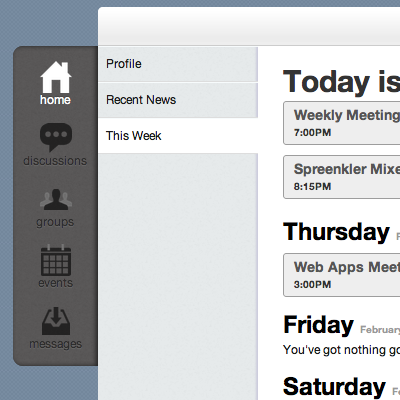 home
discussions
groups
events
messages
Profile
Recent News
This Week
Today is
Weekly Meeting
7:00PM
Spreenkler Mixe
8:15PM
Thursday
Web Apps Meet
3:00PM
Friday February
You've got nothing go
Saturday Fe